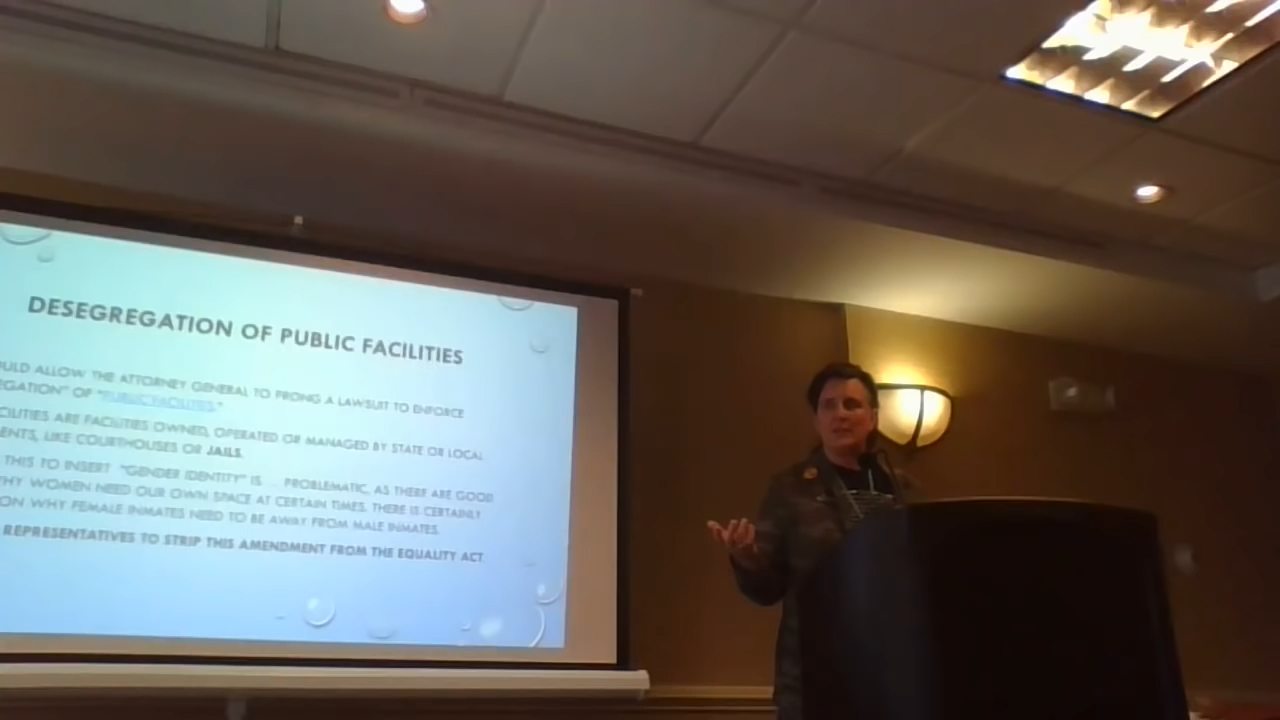 DESEGREGATION OF PUBLIC FACILITIES
ULD ALLOW THE ATTORNEY GENERAL TO PRONG A LAWSUIT TO ENFORCE
EGATION" OF "PUBLIC FACILITIES."
CILITIES ARE FACILITIES OWNED, OPERATED OR MANAGED BY STATE OR LOCAL
ENTS, LIKE COURTHOUSES OR JAILS.
THIS TO INSERT "GENDER IDENTITY" IS... PROBLEMATIC, AS THERE ARE GOOD
HY WOMEN NEED OUR OWN SPACE AT CERTAIN TIMES. THERE IS CERTAINLY
ON WHY FEMALE INMATES NEED TO BE AWAY FROM MALE INMATES.
REPRESENTATIVES TO STRIP THIS AMENDMENT FROM THE EQUALITY ACT